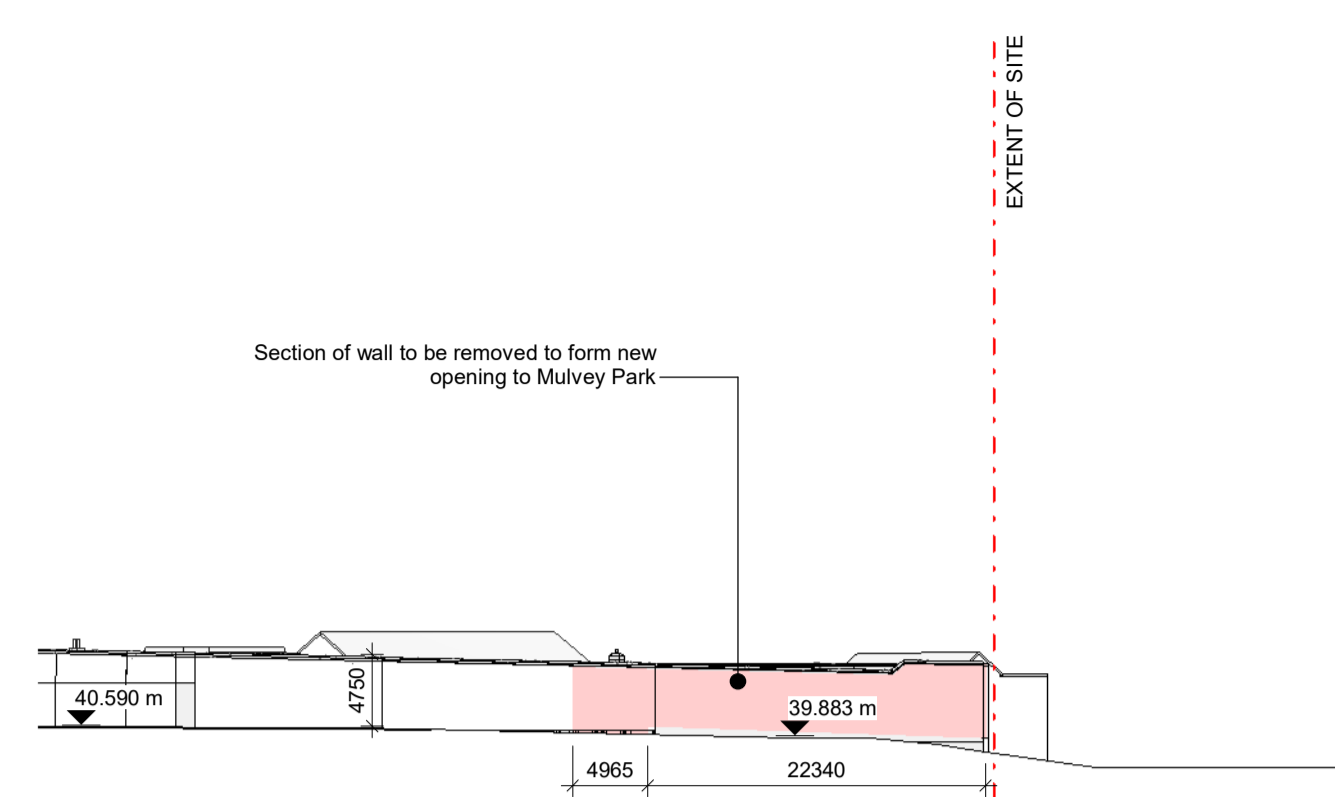 EXTENT OF SITE
Section of wall to be removed to form new
opening to Mulvey Park
4750
40.590 m
39.883 m
4965
22340